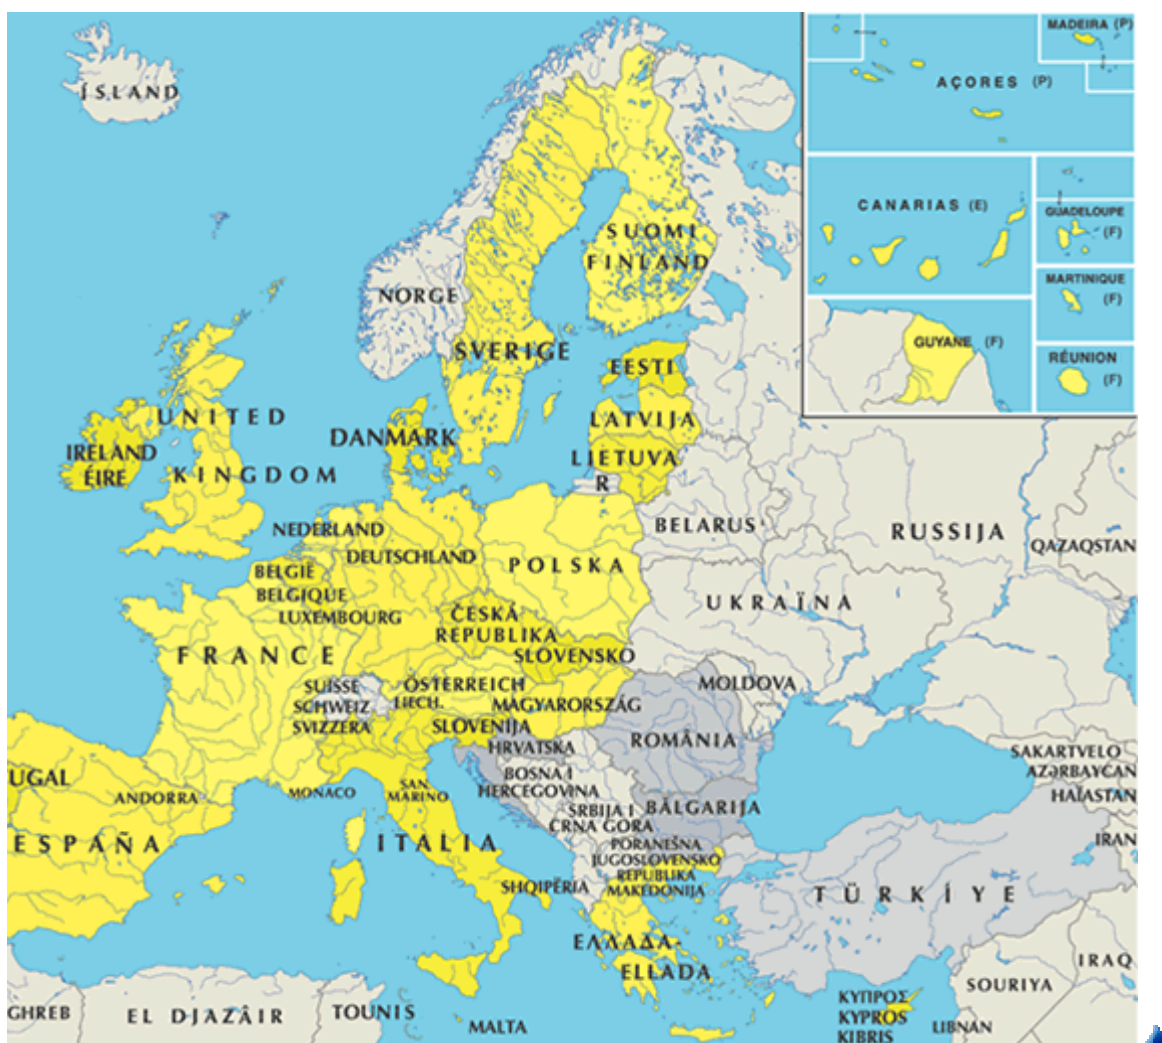 ÍSLAND
MADEIRA (P)
AÇORES (P)
CANARIAS (E)
GUADELOUPE
(F)
MARTINIQUE
(F)
GUYANE (F)
RÉUNION
(F)
SUOMI
FINLAND
NORGE
SVERIGE
EESTI
LATVIJA
LIETUVA
R
UNITED
KINGDOM
IRELAND
ÉIRE
DANMARK
NEDERLAND
DEUTSCHLAND
BELGIË
BELGIQUE
LUXEMBOURG
POLSKA
BELARUS
RUSSIJA
QAZAQSTAN
UKRAÏNA
ČESKÁ
REPUBLIKA
SLOVENSKO
FRANCE
SUISSE
SCHWEIZ
SVIZZERA
ÖSTERREICH
LIECH.
MAGYARORSZÁG
MOLDOVA
SLOVENIJA
HRVATSKA
ROMÂNIA
BOSNA I
HERCEGOVINA
SRBIJA I
CRNA GORA
BĂLGARIJA
SAKARTVELO
AZƏRBAYCAN
HAÏASTAN
IRAN
UGAL
ANDORRA
MONACO
SAN
MARINO
ESPAÑA
ITALIA
PORANEŠNA
JUGOSLOVENSKO
REPUBLIKA
MAKEDONIJA
SHQIPËRIA
TÜRKİYE
ΕΛΛΑΔΑ-
ELLADA
IRAQ
SOURIYA
ΚΥΠΡΟΣ
KYPROS
KIBRIS
LIBNAN
GHREB
EL DJAZÂIR
TOUNIS
MALTA